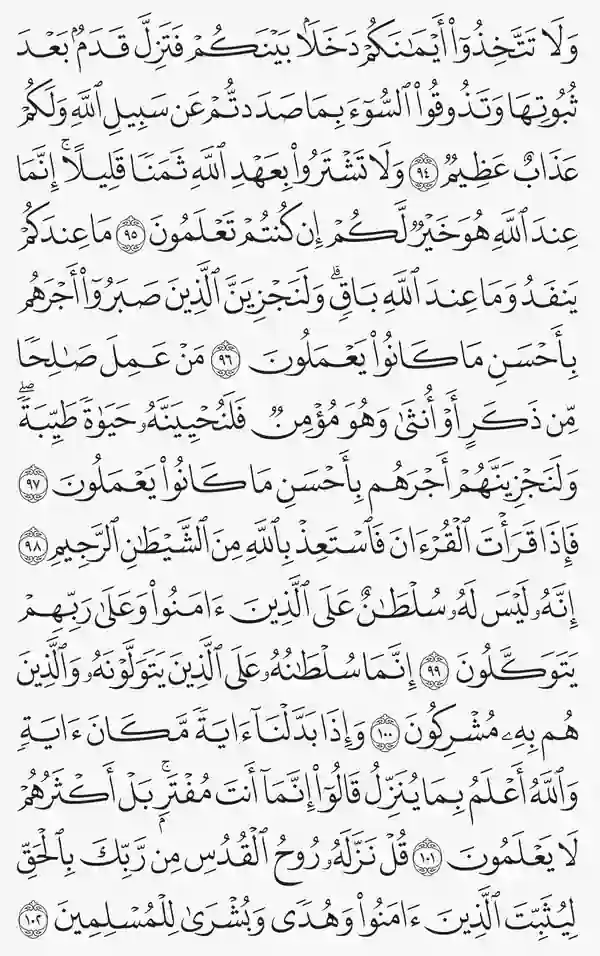 وَلَا تَتَّخِذُوٓا۟ أَيْمَـٰنَكُمْ دَخَلًۢا بَيْنَكُمْ فَتَزِلَّ قَدَمٌۢ بَعْدَ
ثُبُوتِهَا وَتَذُوقُوا۟ ٱلسُّوٓءَ بِمَا صَدَدتُّمْ عَن سَبِيلِ ٱللَّهِ وَلَكُمْ
عَذَابٌ عَظِيمٌ ٩٤ وَلَا تَشْتَرُوا۟ بِعَهْدِ ٱللَّهِ ثَمَنًا قَلِيلًا ۚ إِنَّمَا
عِندَ ٱللَّهِ هُوَ خَيْرٌ لَّكُمْ إِن كُنتُمْ تَعْلَمُونَ ٩٥ مَا عِندَكُمْ
يَنفَدُ وَمَا عِندَ ٱللَّهِ بَاقٍ ۗ وَلَنَجْزِيَنَّ ٱلَّذِينَ صَبَرُوٓا۟ أَجْرَهُم
بِأَحْسَنِ مَا كَانُوا۟ يَعْمَلُونَ ٩٦ مَنْ عَمِلَ صَـٰلِحًا
مِّن ذَكَرٍ أَوْ أُنثَىٰ وَهُوَ مُؤْمِنٌ فَلَنُحْيِيَنَّهُۥ حَيَوٰةً طَيِّبَةً ۖ
وَلَنَجْزِيَنَّهُمْ أَجْرَهُم بِأَحْسَنِ مَا كَانُوا۟ يَعْمَلُونَ ٩٧
فَإِذَا قَرَأْتَ ٱلْقُرْءَانَ فَٱسْتَعِذْ بِٱللَّهِ مِنَ ٱلشَّيْطَـٰنِ ٱلرَّجِيمِ ٩٨
إِنَّهُۥ لَيْسَ لَهُۥ سُلْطَـٰنٌ عَلَى ٱلَّذِينَ ءَامَنُوا۟ وَعَلَىٰ رَبِّهِمْ
يَتَوَكَّلُونَ ٩٩ إِنَّمَا سُلْطَـٰنُهُۥ عَلَى ٱلَّذِينَ يَتَوَلَّوْنَهُۥ وَٱلَّذِينَ
هُم بِهِۦ مُشْرِكُونَ ١٠٠ وَإِذَا بَدَّلْنَآ ءَايَةً مَّكَانَ ءَايَةٍ ۙ
وَٱللَّهُ أَعْلَمُ بِمَا يُنَزِّلُ قَالُوٓا۟ إِنَّمَآ أَنتَ مُفْتَرٍۭ ۚ بَلْ أَكْثَرُهُمْ
لَا يَعْلَمُونَ ١٠١ قُلْ نَزَّلَهُۥ رُوحُ ٱلْقُدُسِ مِن رَّبِّكَ بِٱلْحَقِّ
لِيُثَبِّتَ ٱلَّذِينَ ءَامَنُوا۟ وَهُدًى وَبُشْرَىٰ لِلْمُسْلِمِينَ ١٠٢